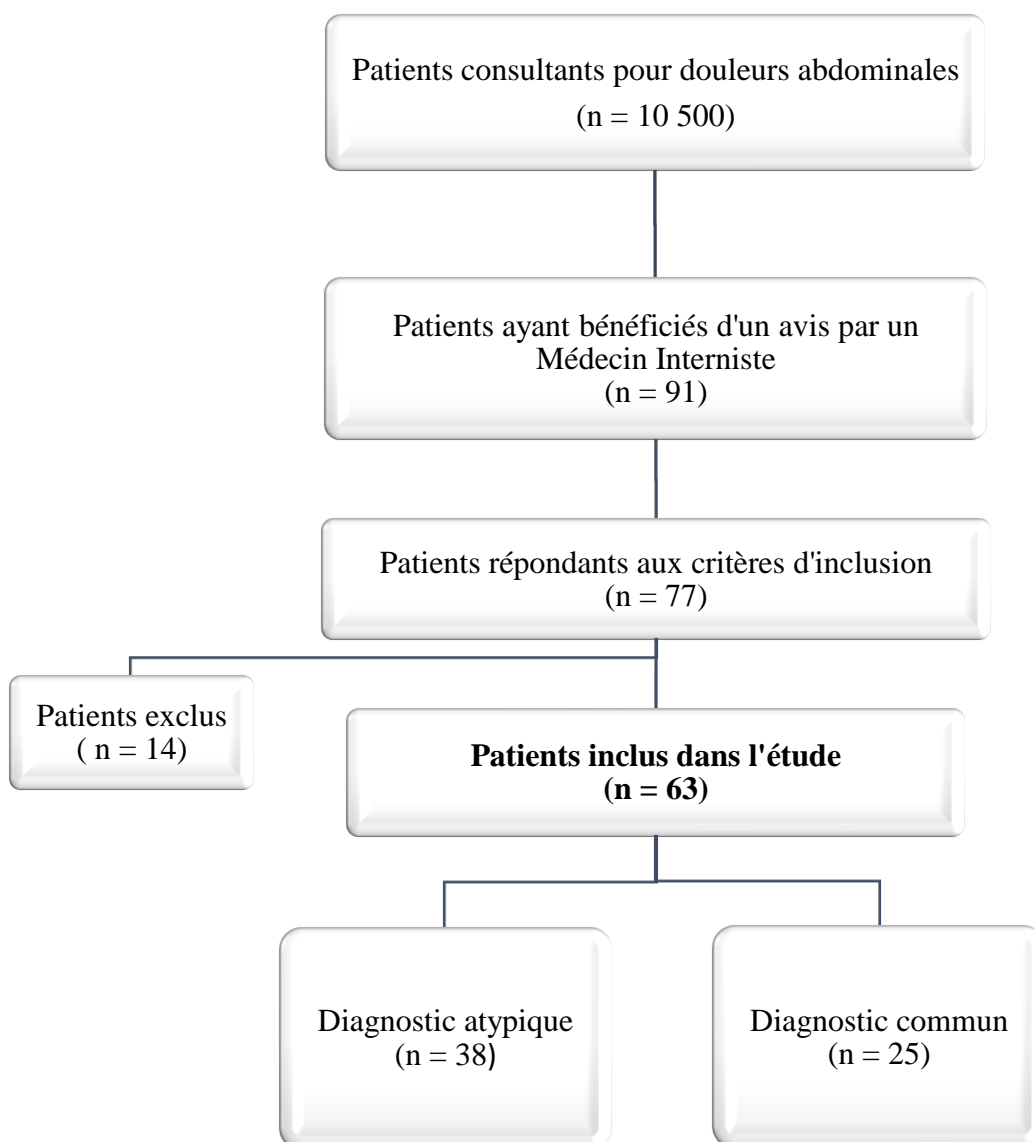 Patients consultants pour douleurs abdominales
(n = 10 500)
Patients ayant bénéficiés d'un avis par un
Médecin Interniste
(n = 91)
Patients répondants aux critères d'inclusion
(n = 77)
Patients exclus
( n = 14)
Patients inclus dans l'étude
(n = 63)
Diagnostic atypique
(n = 38)
Diagnostic commun
(n = 25)